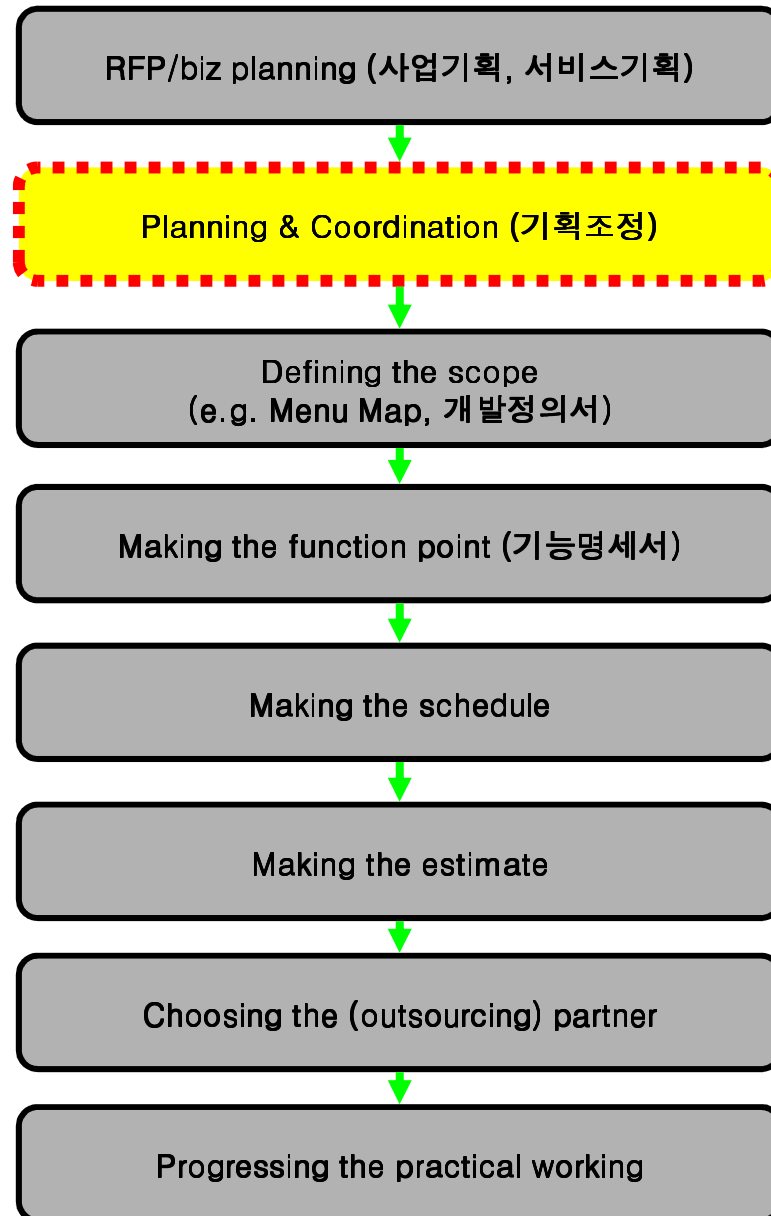 RFP/biz planning (사업기획, 서비스기획)
Planning & Coordination (기획조정)
Defining the scope
(e.g. Menu Map, 개발정의서)
Making the function point (기능명세서)
Making the schedule
Making the estimate
Choosing the (outsourcing) partner
Progressing the practical working